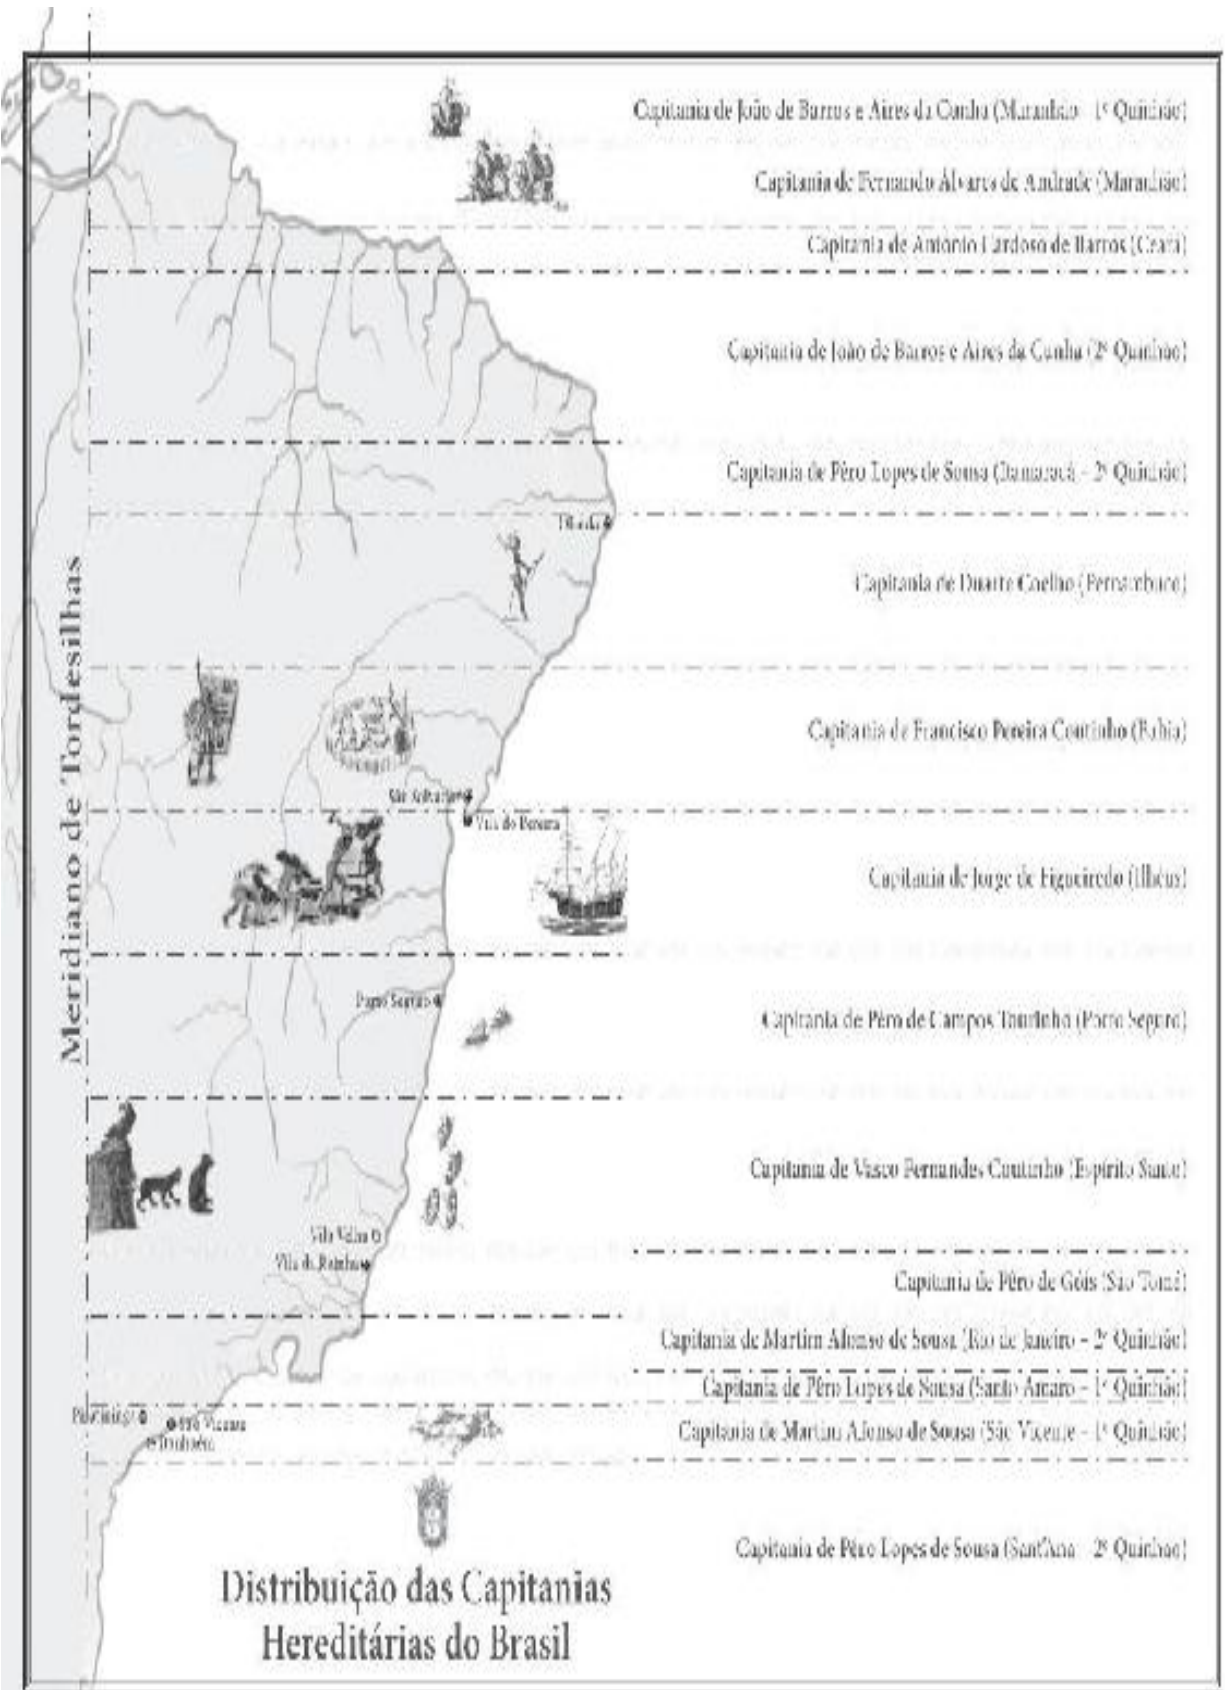 Capitania de João de Barros e Aires da Cunha (Maranhão - 1º Quinhão)
Capitania de Fernando Álvares de Andrade (Maranhão)
Capitania de Antonio Cardoso de Barros (Ceará)
Capitania de João de Barros e Aires da Cunha (2º Quinhão)
Capitania de Pêro Lopes de Sousa (Itamaracá - 2º Quinhão)
Olinda
Capitania de Duarte Coelho (Pernambuco)
Meridiano de Tordesilhas
Capitania de Francisco Pereira Coutinho (Bahia)
São Salvador
Vila do Pereira
Capitania de Jorge de Figueiredo (Ilhéus)
Porto Seguro
Capitania de Pêro de Campos Tourinho (Porto Seguro)
Capitania de Vasco Fernandes Coutinho (Espírito Santo)
Vila Velha
Vila da Rainha
Capitania de Pêro de Góis (São Tomé)
Capitania de Martim Afonso de Sousa (Rio de Janeiro - 2º Quinhão)
Capitania de Pêro Lopes de Sousa (Santo Amaro - 1º Quinhão)
São Vicente
Itanhaém
Capitania de Martim Afonso de Sousa (São Vicente - 1º Quinhão)
Capitania de Pêro Lopes de Sousa (Sant'Ana 2º Quinhão)
Distribuição das Capitanias
Hereditárias do Brasil